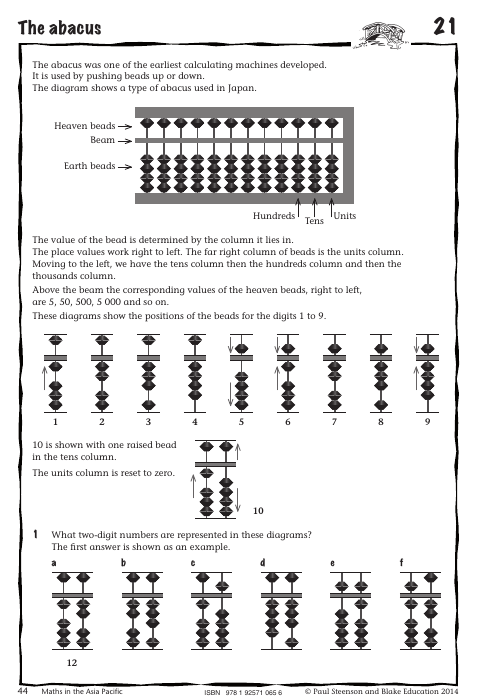 The abacus
21
The abacus was one of the earliest calculating machines developed.
It is used by pushing beads up or down.
The diagram shows a type of abacus used in Japan.
Heaven beads
Beam
Earth beads
Hundreds
Tens
Units
The value of the bead is determined by the column it lies in.
The place values work right to left. The far right column of beads is the units column.
Moving to the left, we have the tens column then the hundreds column and then the
thousands column.
Above the beam the corresponding values of the heaven beads, right to left,
are 5, 50, 500, 5 000 and so on.
These diagrams show the positions of the beads for the digits 1 to 9.
1 2 3 4 5 6 7 8 9
10 is shown with one raised bead
in the tens column.
The units column is reset to zero.
10
1 What two-digit numbers are represented in these diagrams?
The first answer is shown as an example.
a b c d e f
12
44 Maths in the Asia Pacific ISBN 978 1 92571 065 6 © Paul Steenson and Blake Education 2014